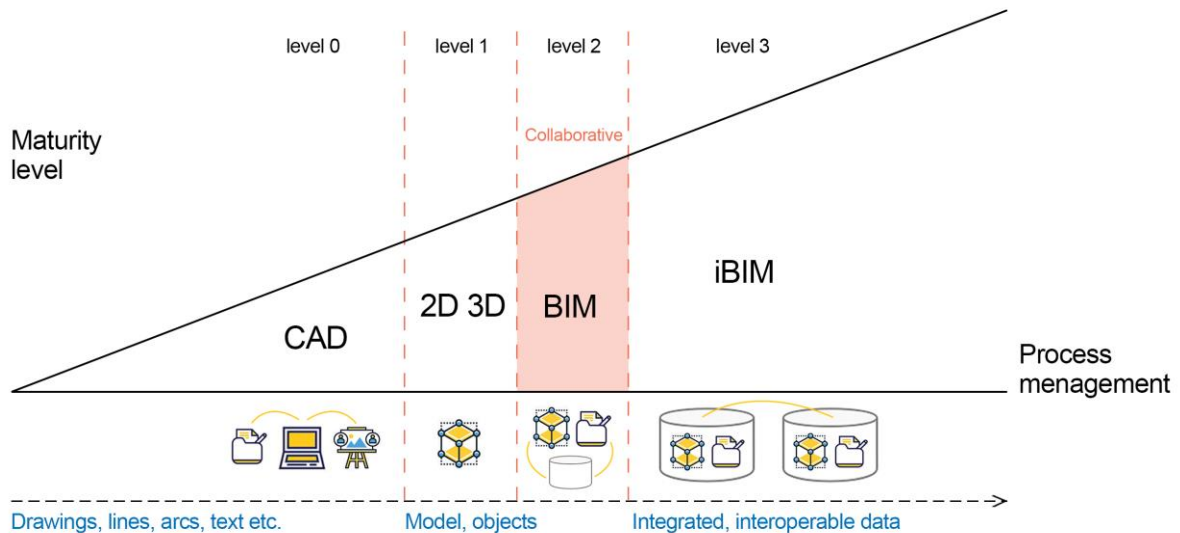 level 0
level 1
level 2
level 3
Collaborative
Maturity
level
iBIM
2D 3D
BIM
CAD
Process
menagement
Drawings, lines, arcs, text etc.
Model, objects
Integrated, interoperable data